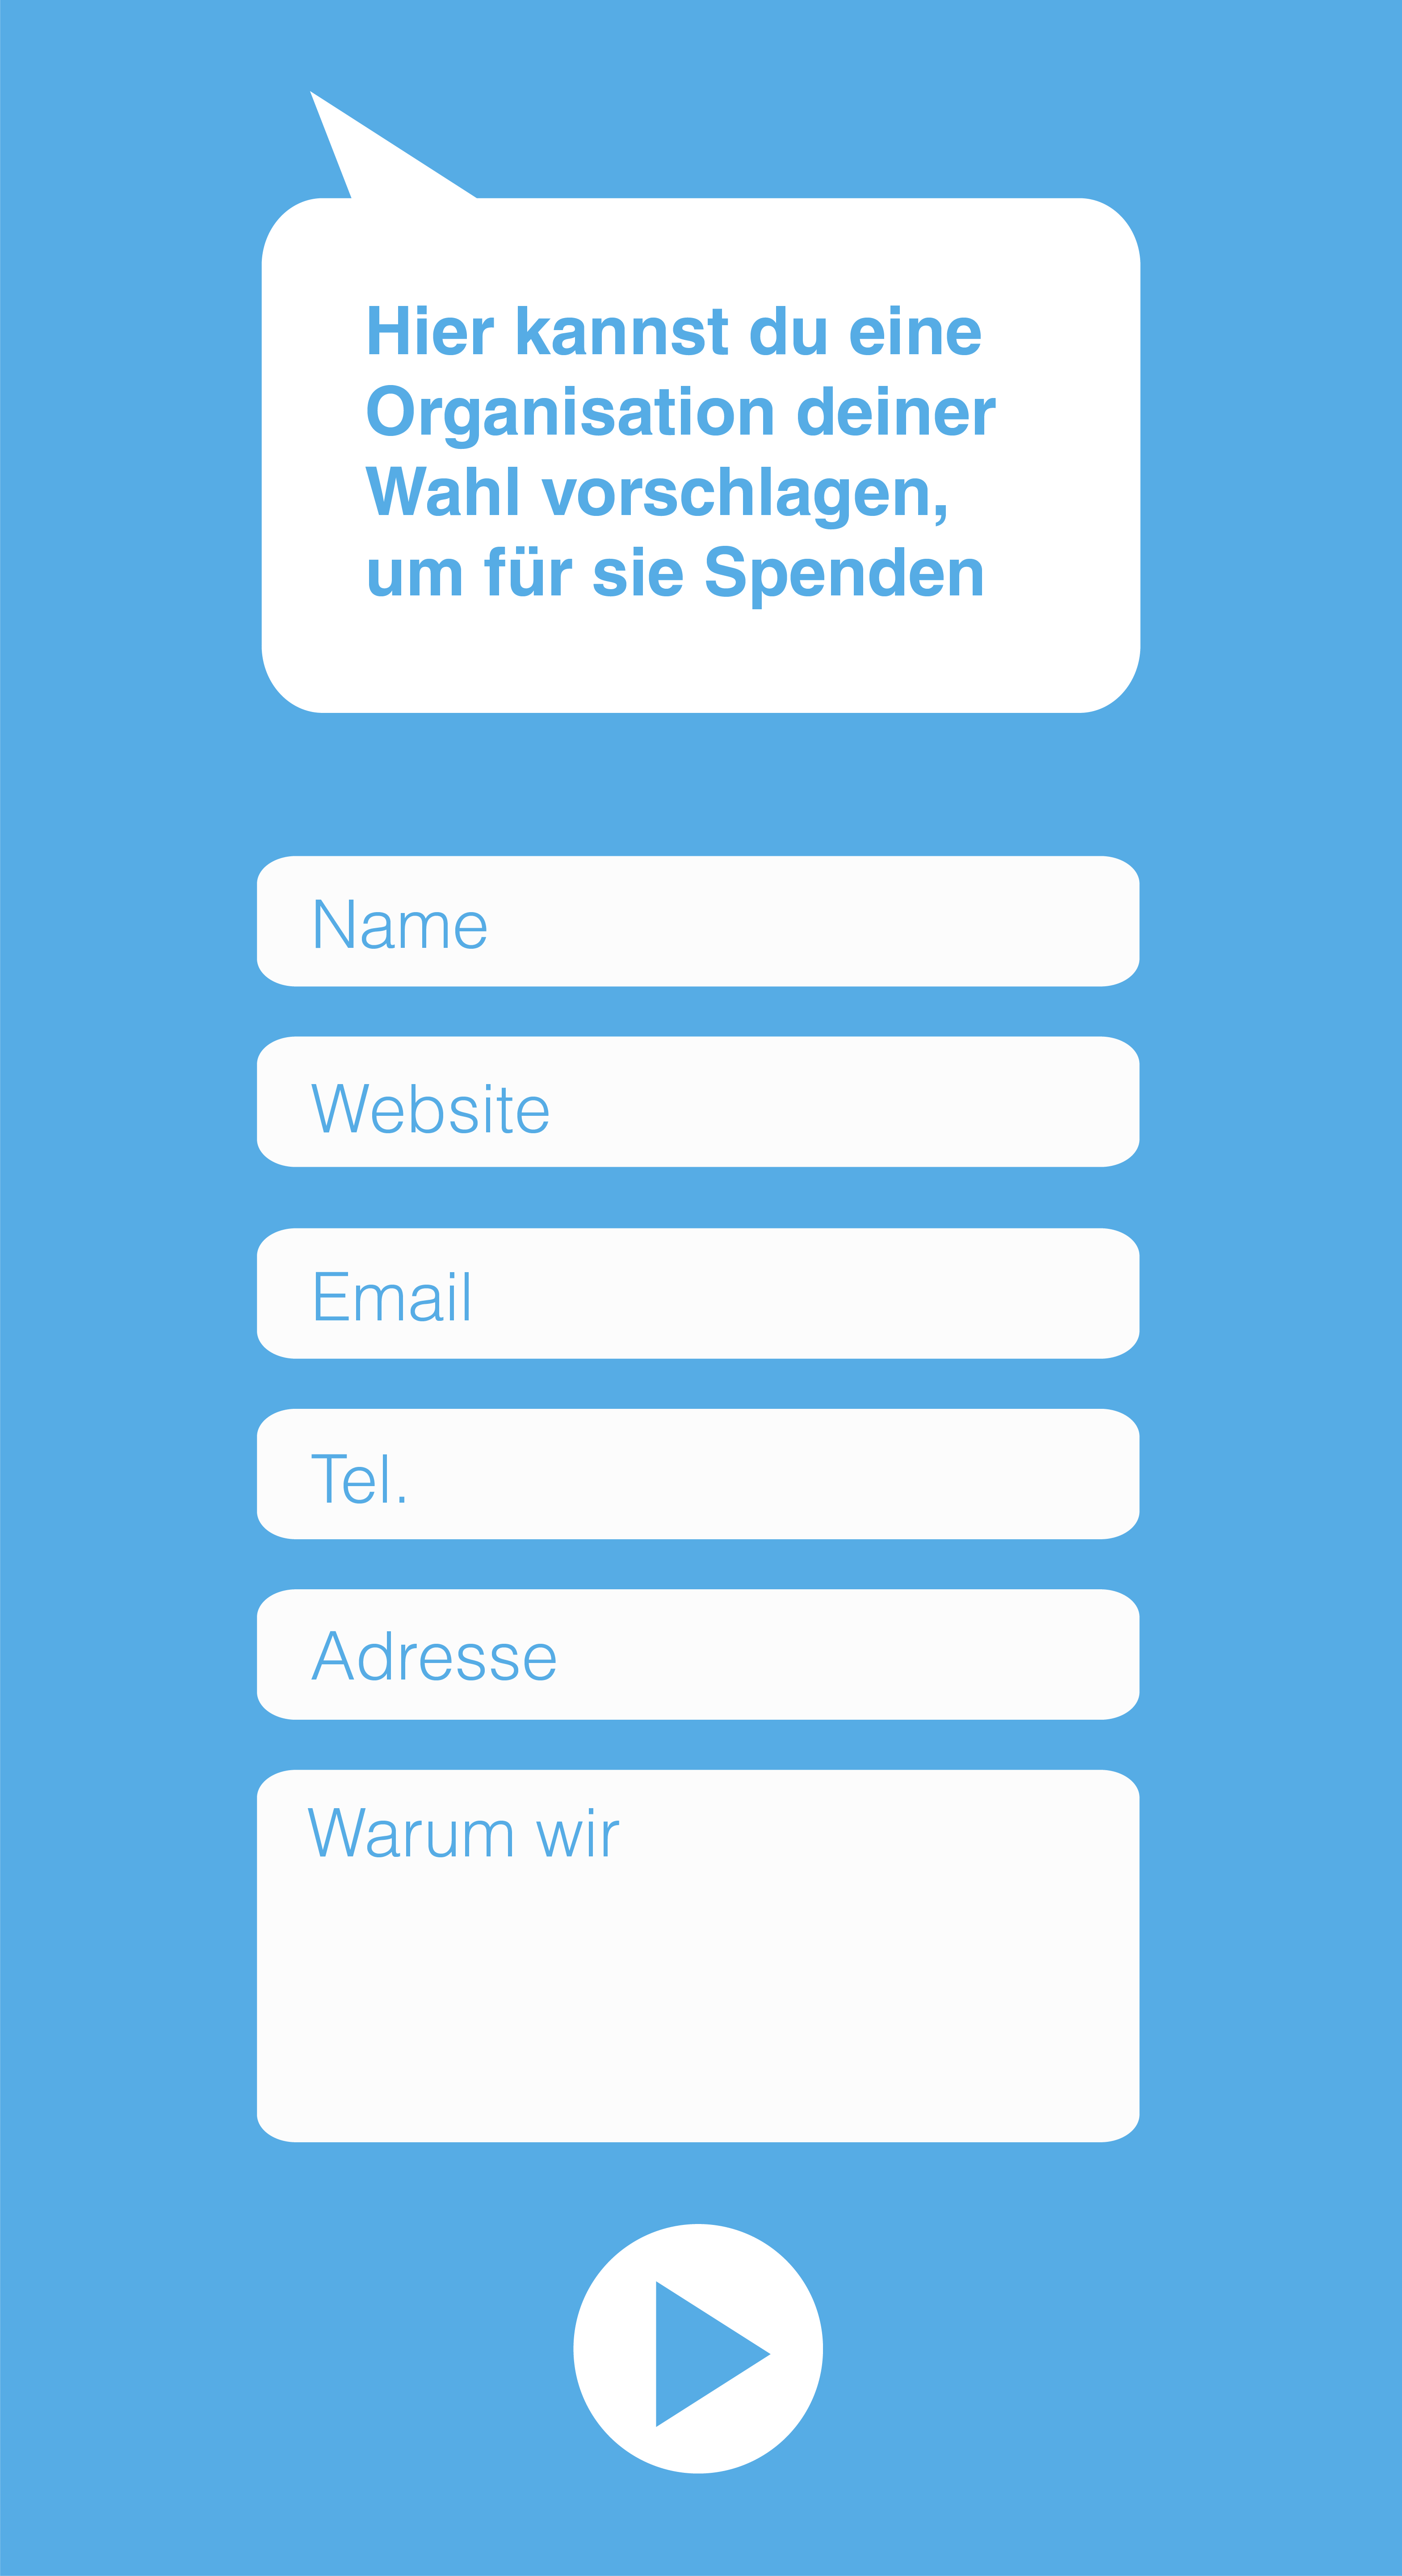 Hier kannst du eine
Organisation deiner
Wahl vorschlagen,
um für sie Spenden
Name
Website
Email
Tel.
Adresse
Warum wir